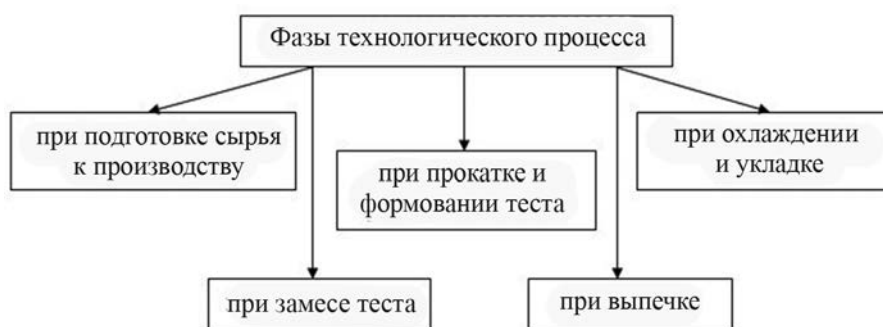 Фазы технологического процесса
при подготовке сырья
к производству
при охлаждении
и укладке
при прокатке и
формовании теста
при замесе теста
при выпечке